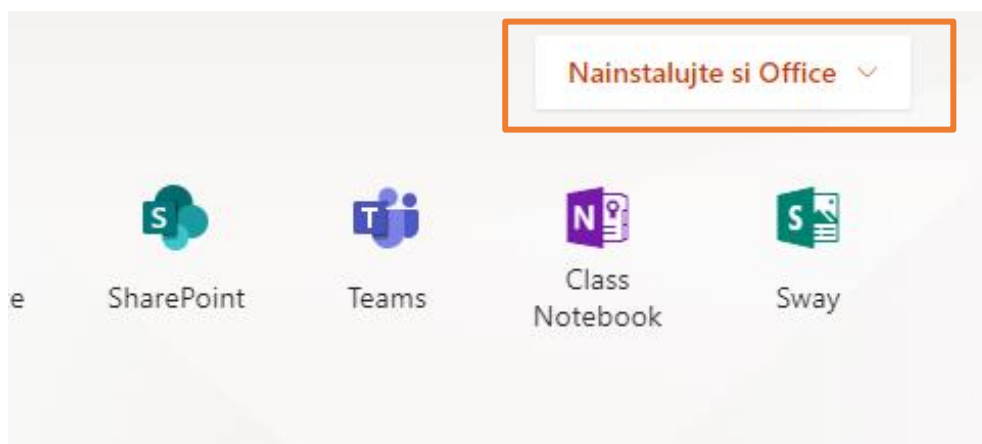 Nainstalujte si Office
S
T
N
S
e
SharePoint
Teams
Class
Notebook
Sway